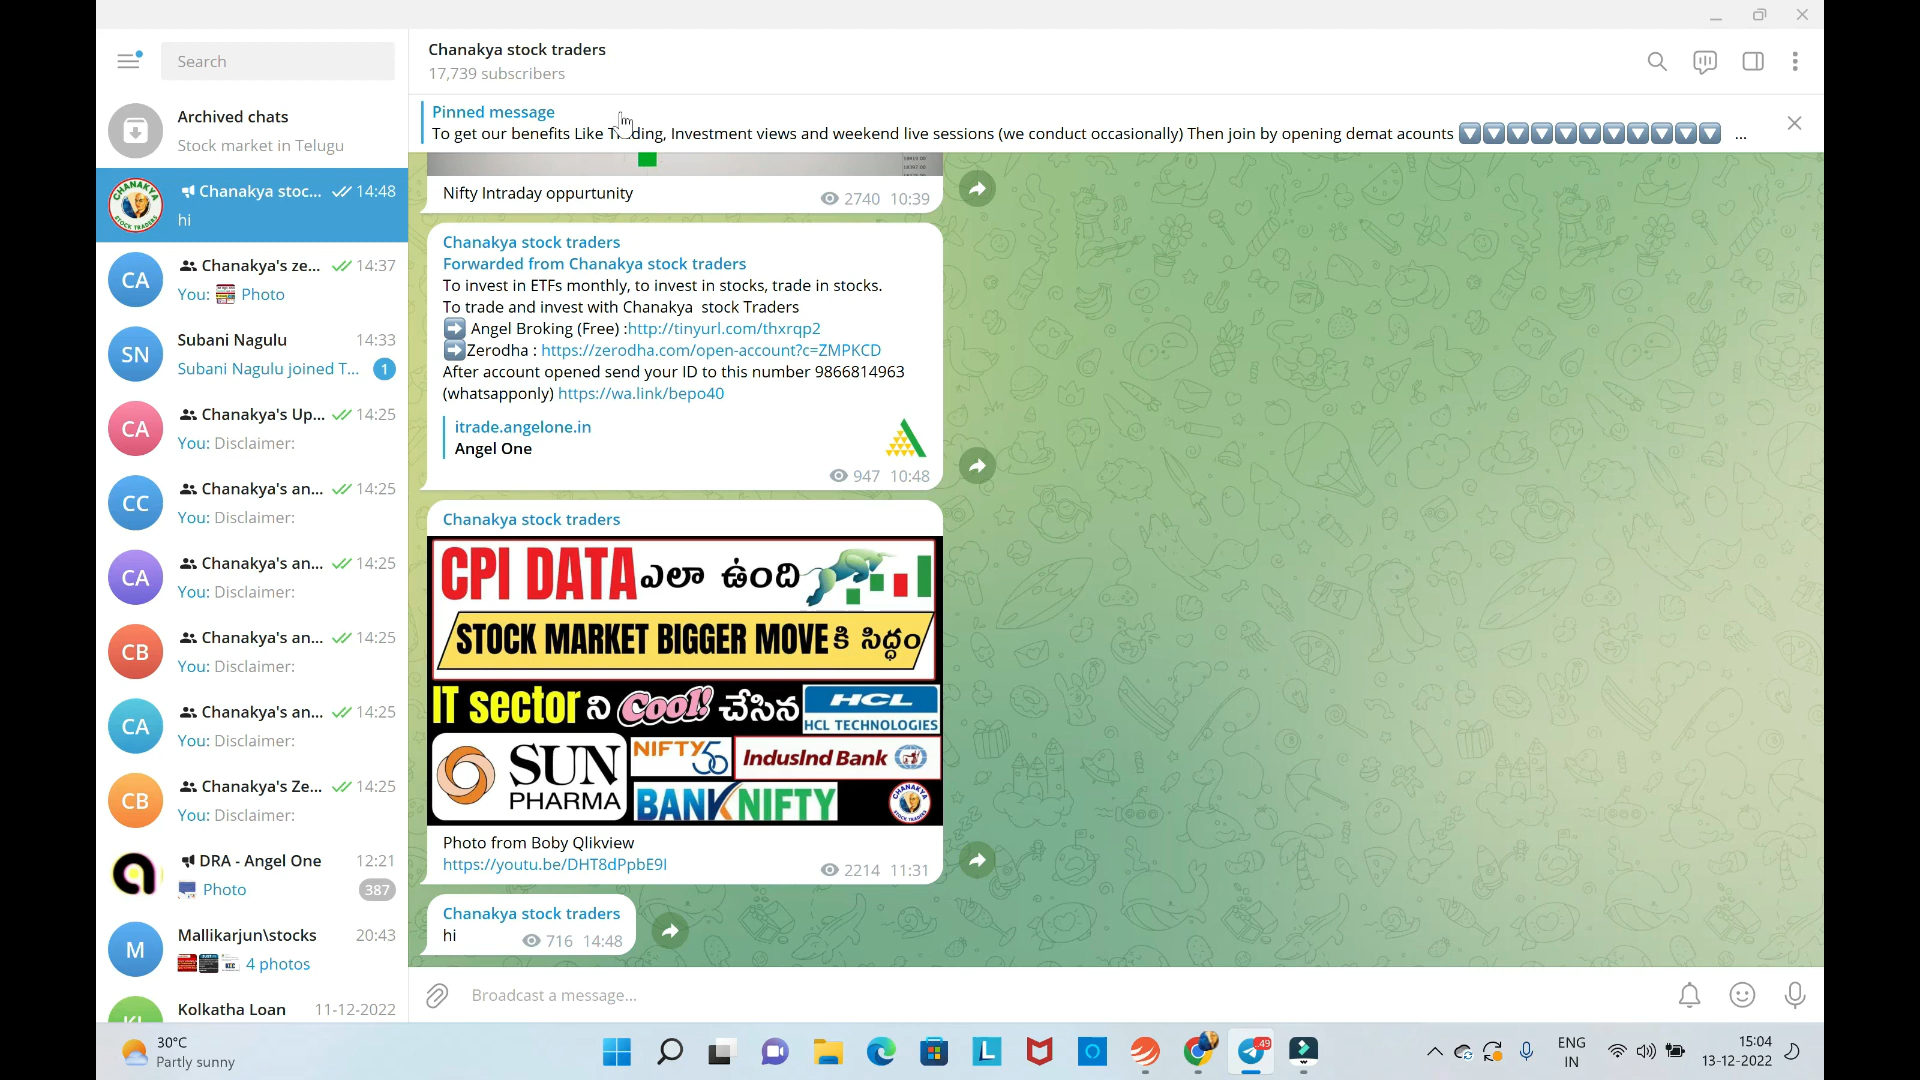 Search
Archived chats
Stock market in Telugu
Chanakya stoc... 14:48
hi
CA
Chanakya's ze... 14:37
You: Photo
SN
Subani Nagulu 14:33
Subani Nagulu joined T... 1
CA
Chanakya's Up... 14:25
You: Disclaimer:
CC
Chanakya's an... 14:25
You: Disclaimer:
CA
Chanakya's an... 14:25
You: Disclaimer:
CB
Chanakya's an... 14:25
You: Disclaimer:
CA
Chanakya's an... 14:25
You: Disclaimer:
CB
Chanakya's Ze... 14:25
You: Disclaimer:
DRA - Angel One 12:21
Photo 387
M
Mallikarjun\stocks 20:43
4 photos
Kolkatha Loan 11-12-2022
Chanakya stock traders
17,739 subscribers
Pinned message
To get our benefits Like Trading, Investment views and weekend live sessions (we conduct occasionally) Then join by opening demat acounts ...
Nifty Intraday oppurtunity 2740 10:39
Chanakya stock traders
Forwarded from Chanakya stock traders
To invest in ETFs monthly, to invest in stocks, trade in stocks.
To trade and invest with Chanakya stock Traders
Angel Broking (Free) :http://tinyurl.com/thxrqp2
Zerodha : https://zerodha.com/open-account?c=ZMPKCD
After account opened send your ID to this number 9866814963
(whatsapponly) https://wa.link/bepo40
itrade.angelone.in
Angel One
947 10:48
Chanakya stock traders
CPI DATA ఎలా ఉంది
STOCK MARKET BIGGER MOVE కి సిద్ధం
IT sector ని Cool! చేసిన HCL
HCL TECHNOLOGIES
SUN PHARMA
NIFTY50 IndusInd Bank
BANKNIFTY
Photo from Boby Qlikview
https://youtu.be/DHT8dPpbE9I 2214 11:31
Chanakya stock traders
hi 716 14:48
Broadcast a message...
30°C
Partly sunny
49
ENG
IN
15:04
13-12-2022